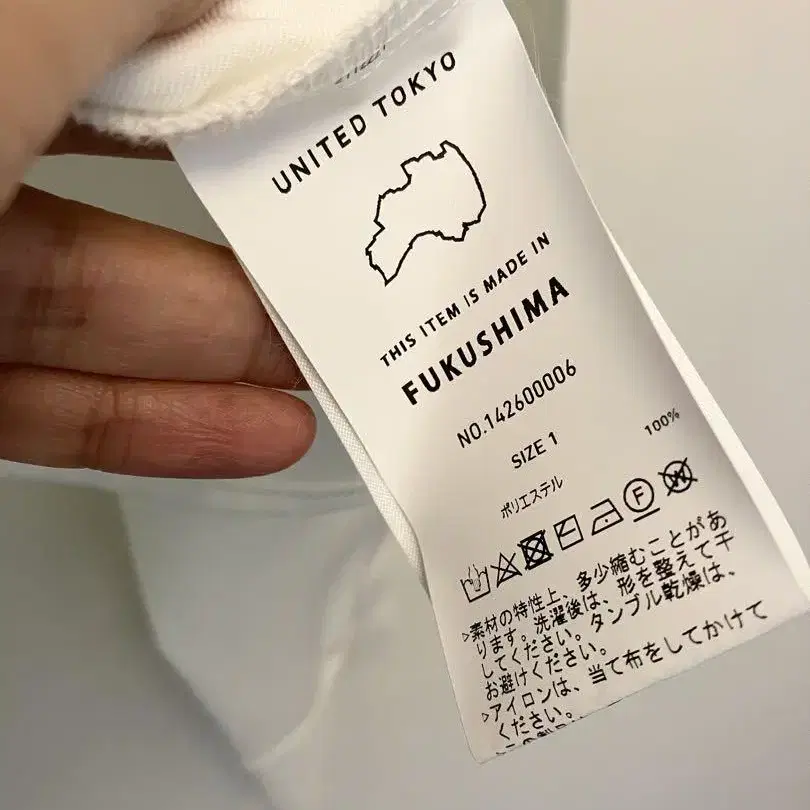 UNITED TOKYO
THIS ITEM IS MADE IN
FUKUSHIMA
NO.142600006
SIZE 1
ポリエステル 100%
F W
▷素材の特性上、多少縮むことがあ
ります。洗濯後は、形を整えて干
してください。タンブル乾燥は、
お避けください。
▷アイロンは、当て布をしてかけて
ください。